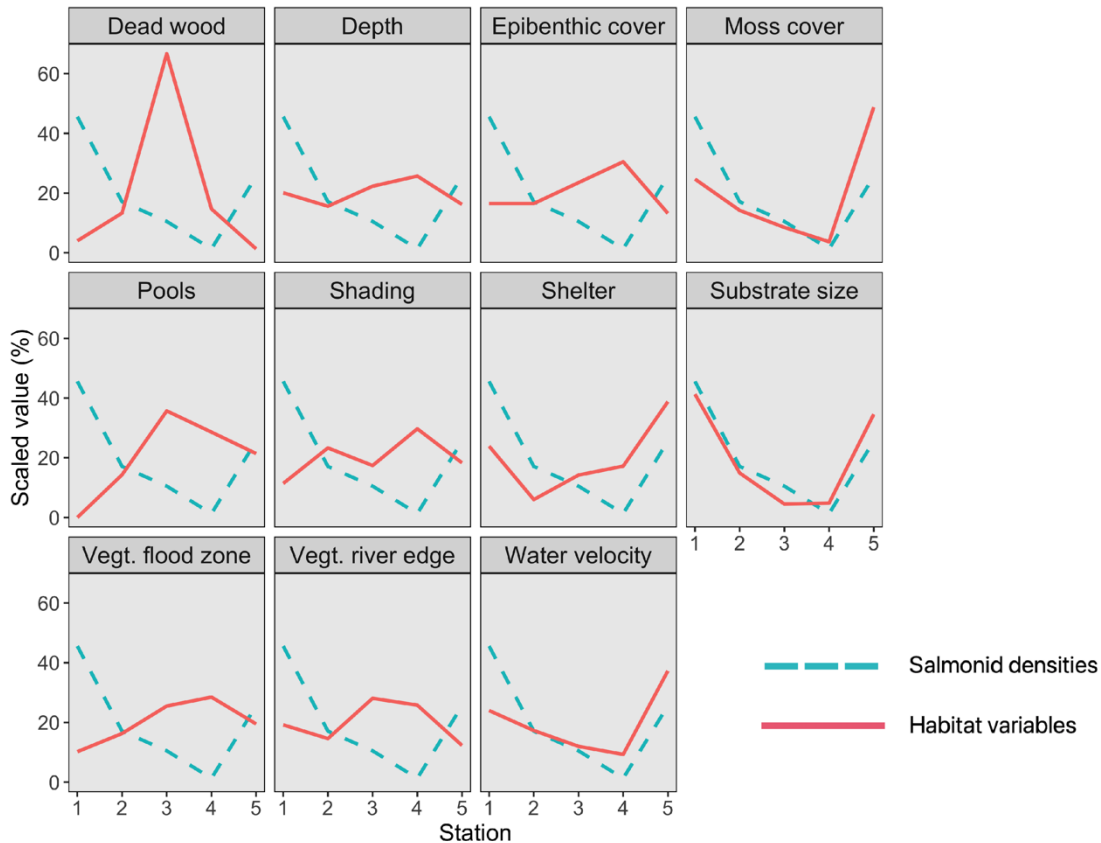 Dead wood
Depth
Epibenthic cover
Moss cover
60
40
20
0
Pools
Shading
Shelter
Substrate size
60
40
20
0
1 2 3 4 5
Vegt. flood zone
Vegt. river edge
Water velocity
60
40
20
0
1 2 3 4 5
1 2 3 4 5
1 2 3 4 5
Scaled value (%)
Station
Salmonid densities
Habitat variables